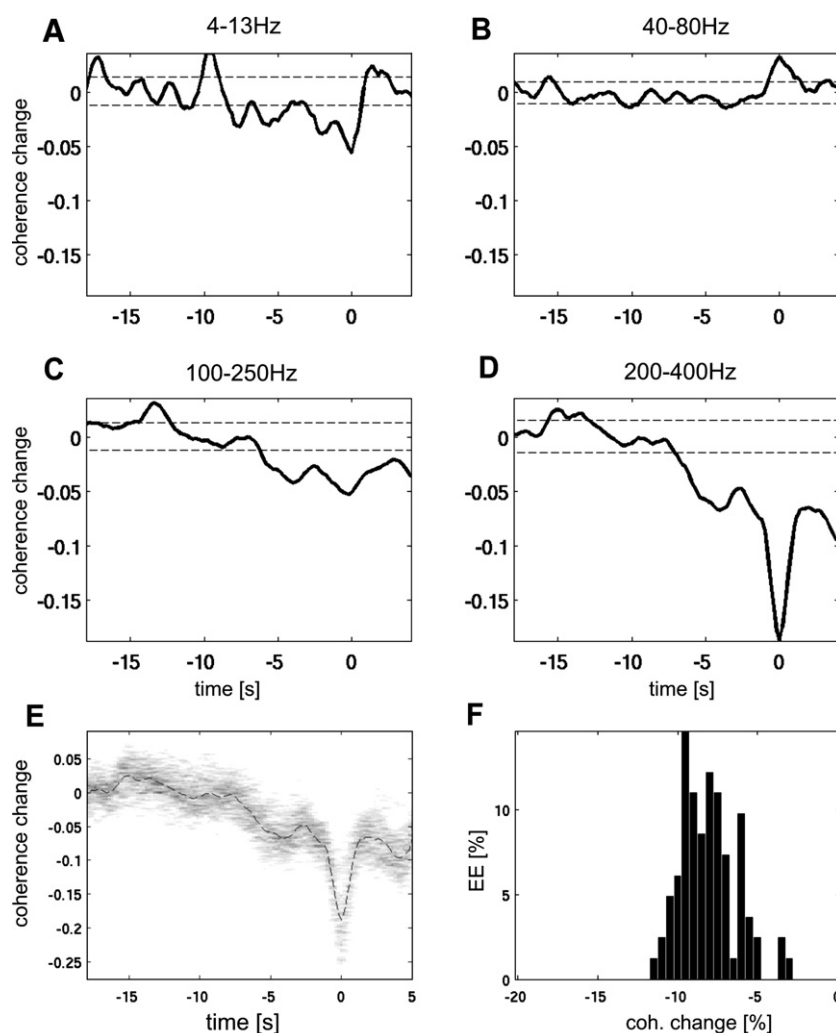 A
4-13Hz
B
40-80Hz
coherence change
0
-0.05
-0.1
-0.15
-15
-10
-5
0
0
-0.05
-0.1
-0.15
-15
-10
-5
0
C
100-250Hz
D
200-400Hz
coherence change
0
-0.05
-0.1
-0.15
-15
-10
-5
0
time [s]
0
-0.05
-0.1
-0.15
-15
-10
-5
0
time [s]
E
F
coherence change
0.05
0
-0.05
-0.1
-0.15
-0.2
-0.25
-15
-10
-5
0
5
time [s]
EE [%]
10
5
0
-20
-15
-10
-5
0
coh. change [%]